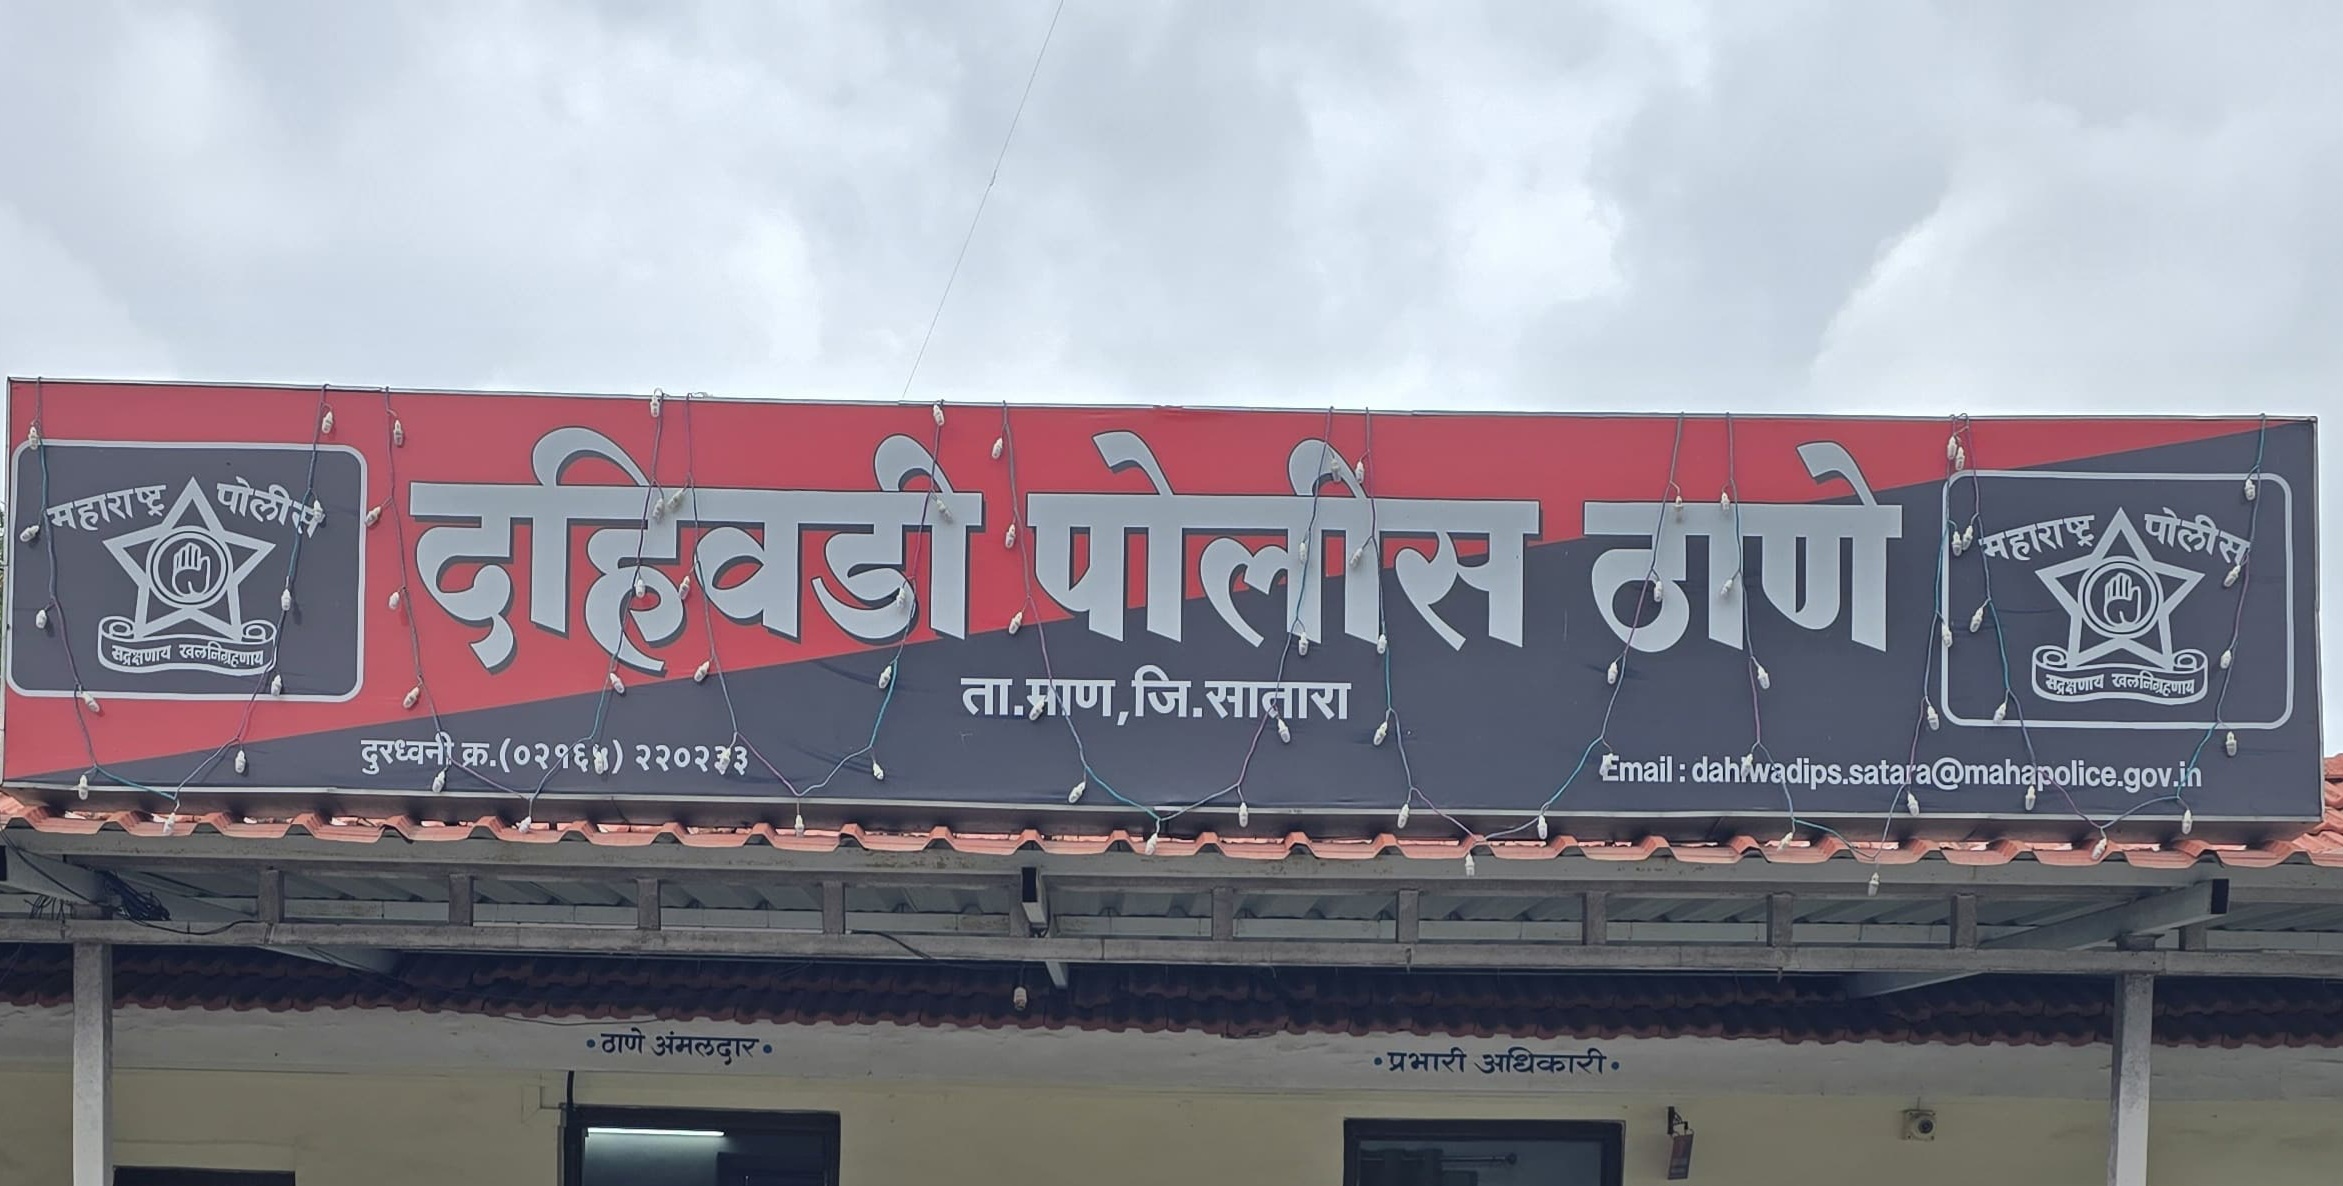 महाराष्ट्र पोलीस
सद्रक्षणाय खलनिग्रहणाय
दहिवडी पोलीस ठाणे
ता.माण,जि.सातारा
दुरध्वनी क्र.(०२१६५) २२०२३३
Email : dahiwadips.satara@mahapolice.gov.in
महाराष्ट्र पोलीस
सद्रक्षणाय खलनिग्रहणाय
•ठाणे अंमलदार•
•प्रभारी अधिकारी•